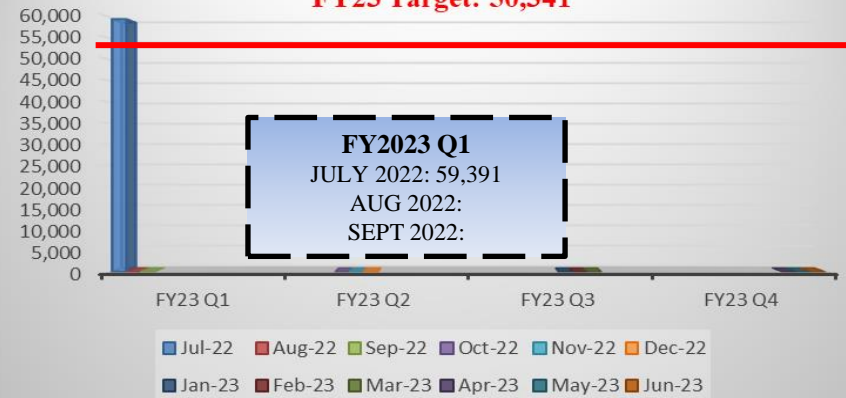 FY23 Target:
60,000
55,000
50,000
45,000
40,000
35,000
30,000
25,000
20,000
15,000
10,000
5,000
0
FY2023 Q1
JULY 2022: 59,391
AUG 2022:
SEPT 2022:
FY23 Q1 FY23 Q2 FY23 Q3 FY23 Q4
Jul-22 Aug-22 Sep-22 Oct-22 Nov-22 Dec-22
Jan-23 Feb-23 Mar-23 Apr-23 May-23 Jun-23